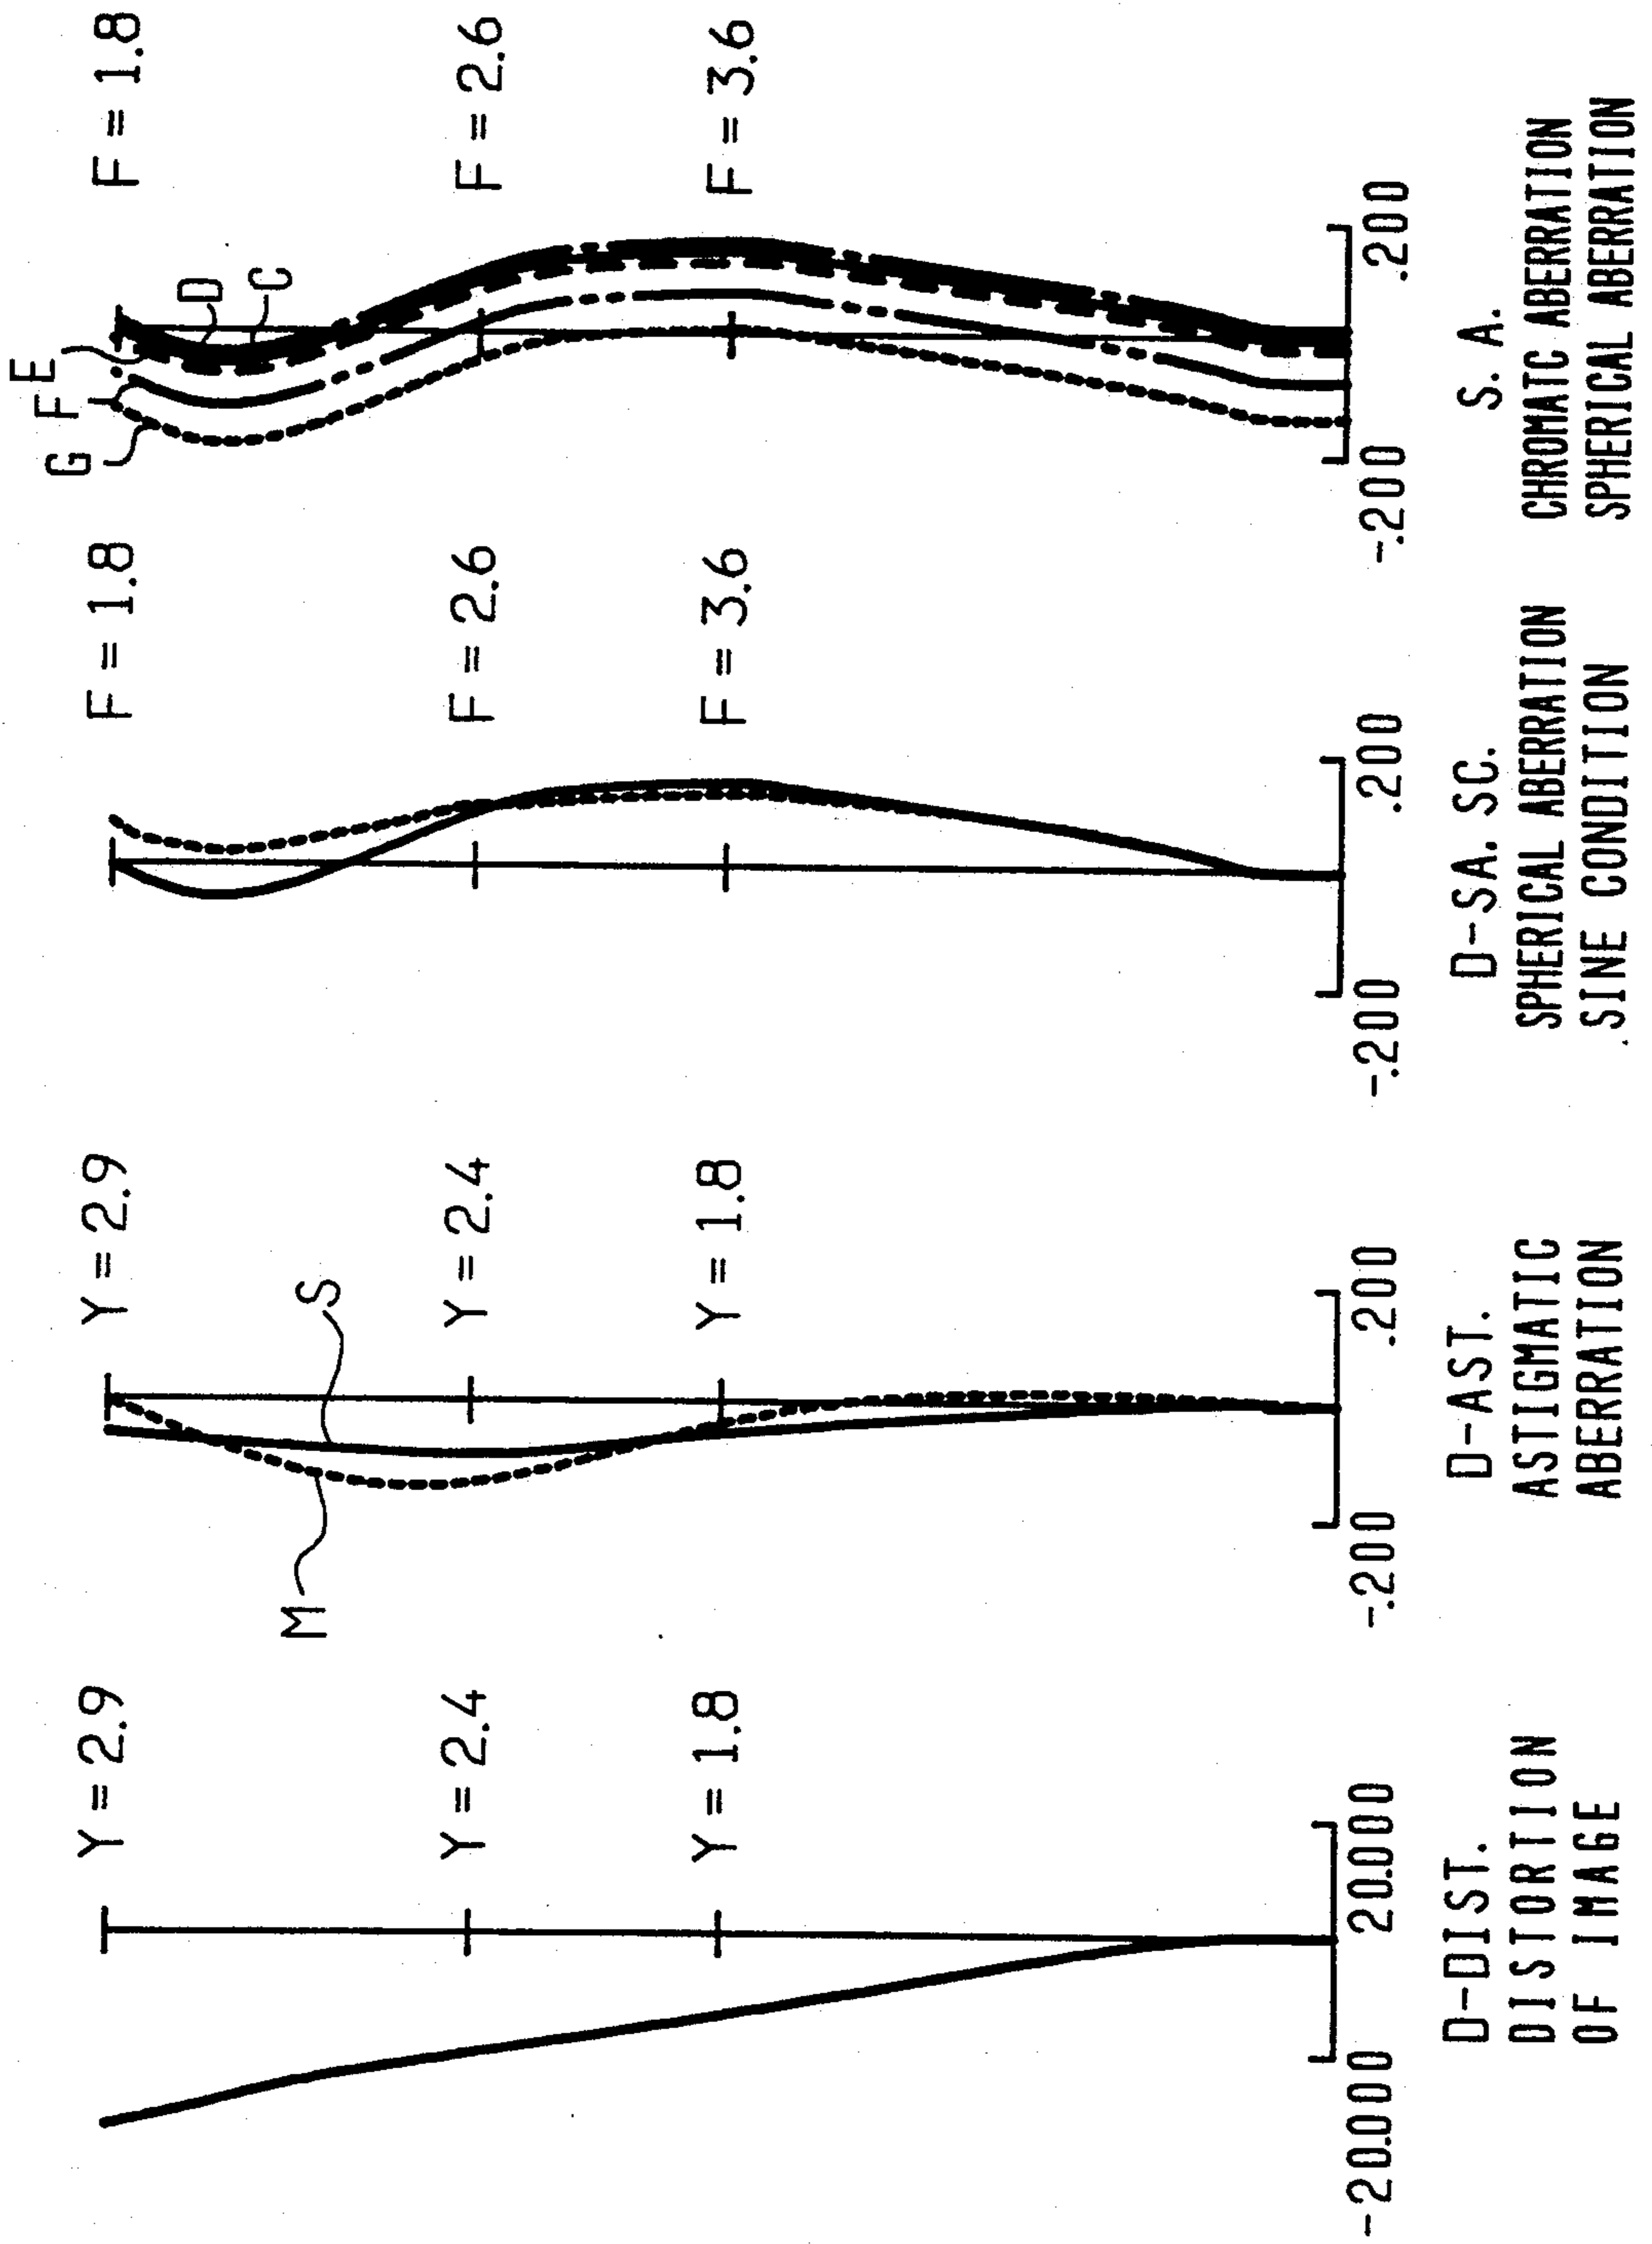 Y = 2.9
Y = 2.4
Y = 1.8
-20.000
20.000
D-DIST.
DISTORTION
OF IMAGE
Y = 2.9
Y = 2.4
Y = 1.8
M
S
-.200
.200
D-AST.
ASTIGMATIC
ABERRATION
F = 1.8
F = 2.6
F = 3.6
-.200
.200
D-SA. SC.
SPHERICAL ABERRATION
SINE CONDITION
F = 1.8
F = 2.6
F = 3.6
G
F
E
D
C
-.200
.200
S. A.
CHROMATC ABERRATION
SPHERICAL ABERRATION